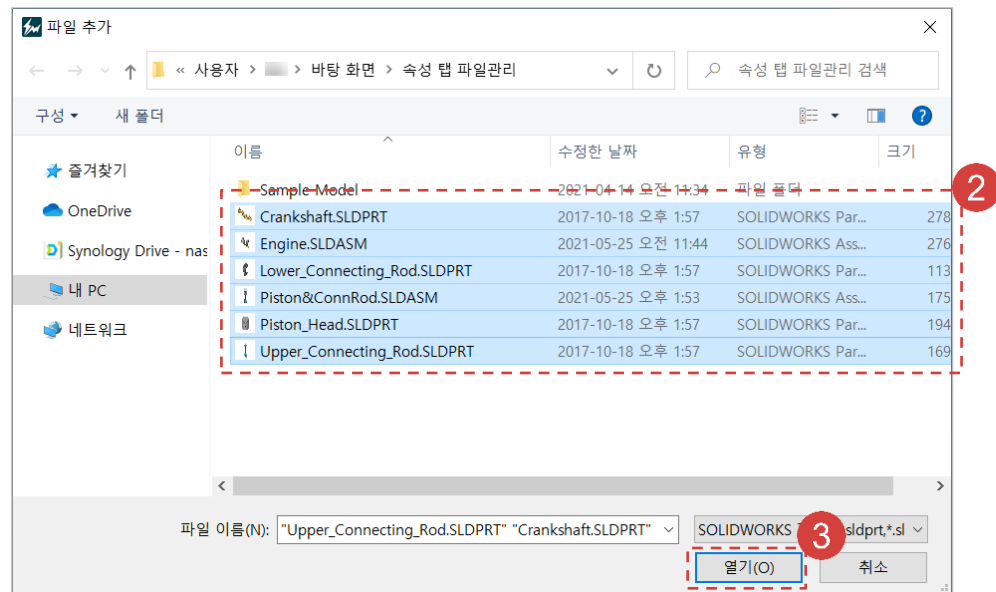 파일 추가
« 사용자 › › 바탕 화면 › 속성 탭 파일관리
속성 탭 파일관리 검색
구성 새 폴더
이름 수정한 날짜 유형 크기
즐겨찾기
OneDrive
Synology Drive - nas
내 PC
네트워크
Sample Model 2021-04-14 오전 11:34 파일 폴더
2
Crankshaft.SLDPRT 2017-10-18 오후 1:57 SOLIDWORKS Par... 278
Engine.SLDASM 2021-05-25 오전 11:44 SOLIDWORKS Ass... 276
Lower_Connecting_Rod.SLDPRT 2017-10-18 오후 1:57 SOLIDWORKS Par... 113
Piston&ConnRod.SLDASM 2021-05-25 오후 1:53 SOLIDWORKS Ass... 175
Piston_Head.SLDPRT 2017-10-18 오후 1:57 SOLIDWORKS Par... 194
Upper_Connecting_Rod.SLDPRT 2017-10-18 오후 1:57 SOLIDWORKS Par... 169
파일 이름(N): "Upper_Connecting_Rod.SLDPRT" "Crankshaft.SLDPRT" SOLIDWORKS sldprt,*.sl
3
열기(O) 취소